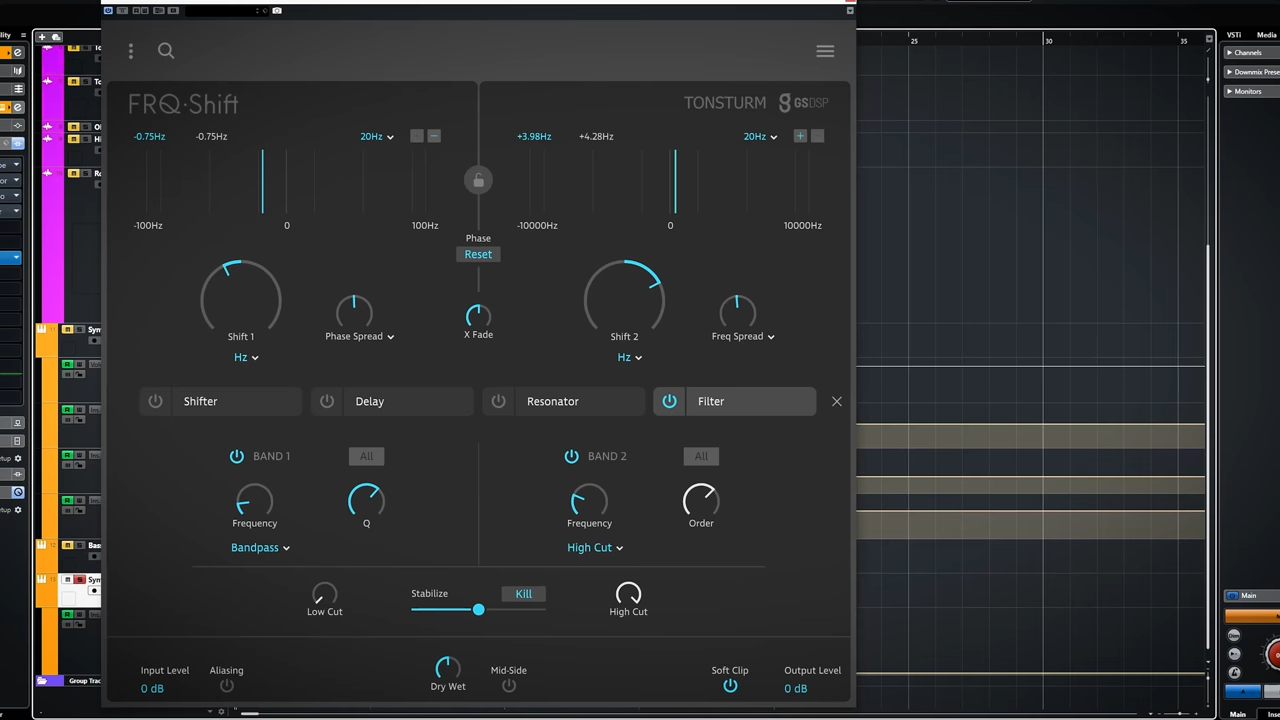 FRQ·Shift
TONSTURM GSDSP
-0.75Hz -0.75Hz 20Hz
+3.98Hz +4.28Hz 20Hz
-100Hz 0 100Hz
-10000Hz 0 10000Hz
Phase
Reset
Shift 1
Hz
Phase Spread
X Fade
Shift 2
Hz
Freq Spread
Shifter Delay Resonator Filter
BAND 1 All
BAND 2 All
Frequency Q
Frequency Order
Bandpass
High Cut
Low Cut
Stabilize Kill
High Cut
Input Level Aliasing
0 dB
Dry Wet
Mid-Side
Soft Clip Output Level
0 dB
25 30 35
VSTi Media
Channels
Downmix Prese
Monitors
Main
Main Inse
Group Trac